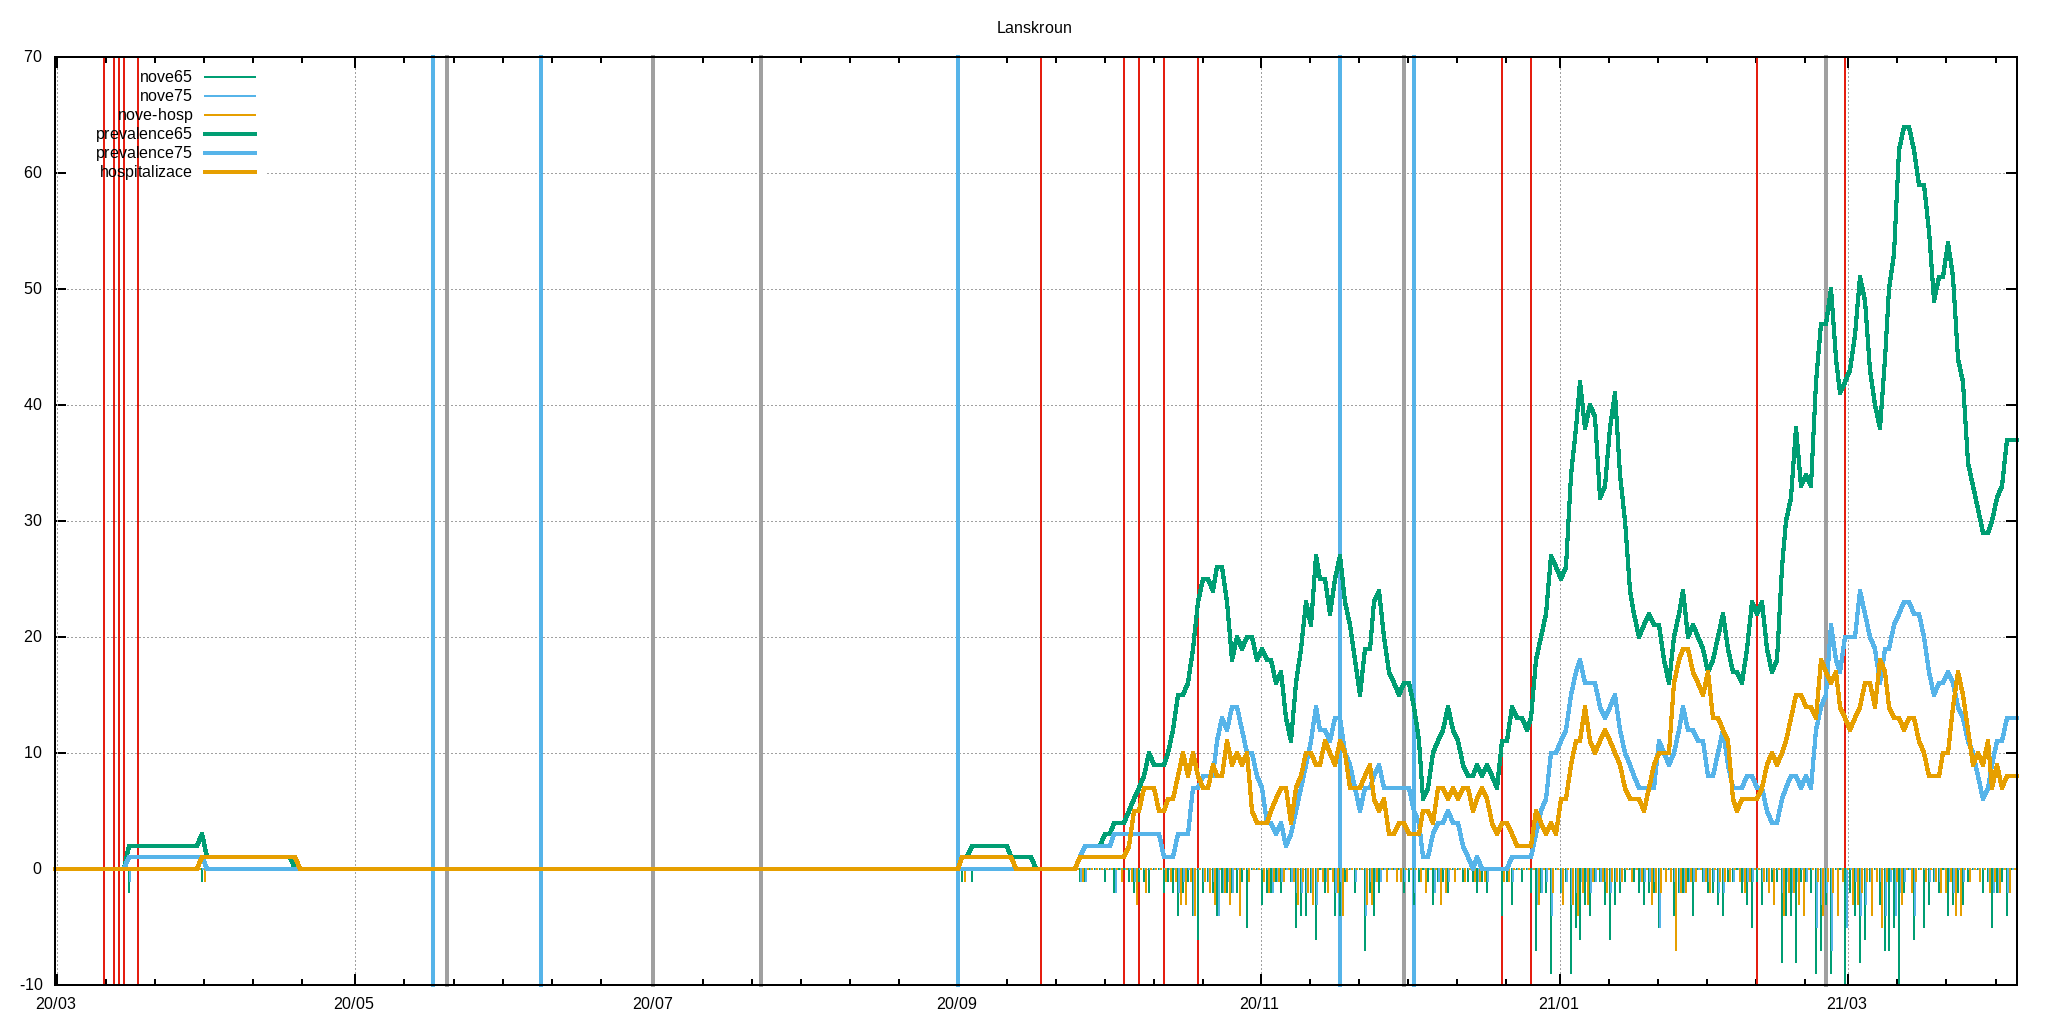 Lanskroun
70
60
50
40
30
20
10
0
-10
nove65
nove75
nove-hosp
prevalence65
prevalence75
hospitalizace
20/03 20/05 20/07 20/09 20/11 21/01 21/03